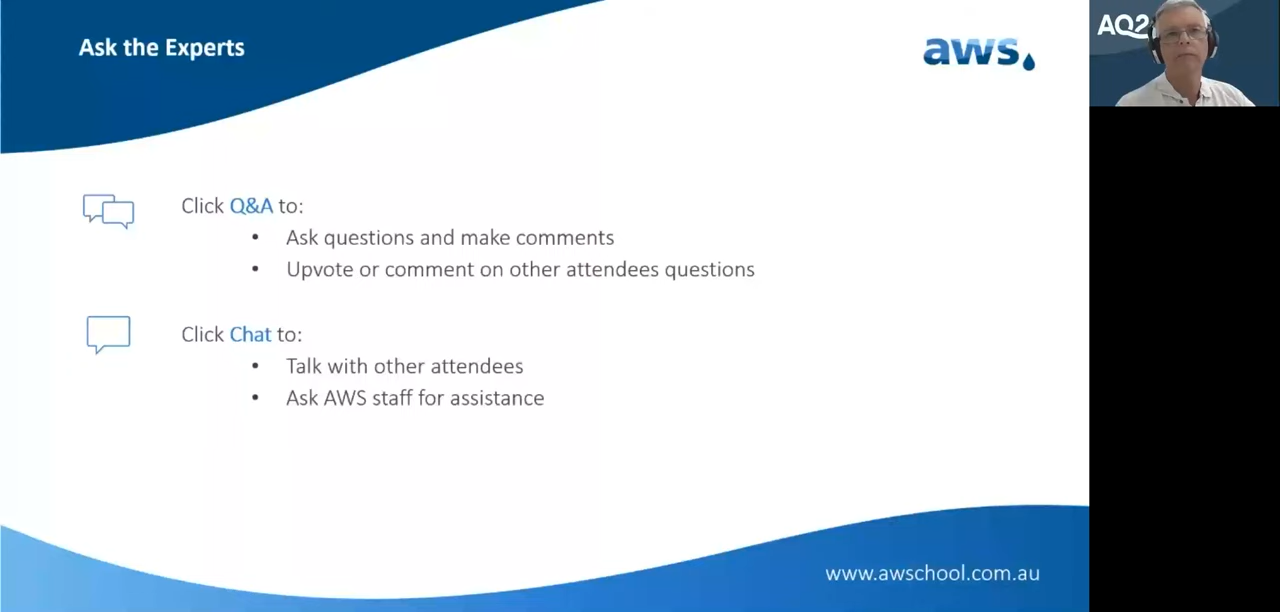 Ask the Experts
aws
AQ2
Click Q&A to:
• Ask questions and make comments
• Upvote or comment on other attendees questions
Click Chat to:
• Talk with other attendees
• Ask AWS staff for assistance
www.awschool.com.au